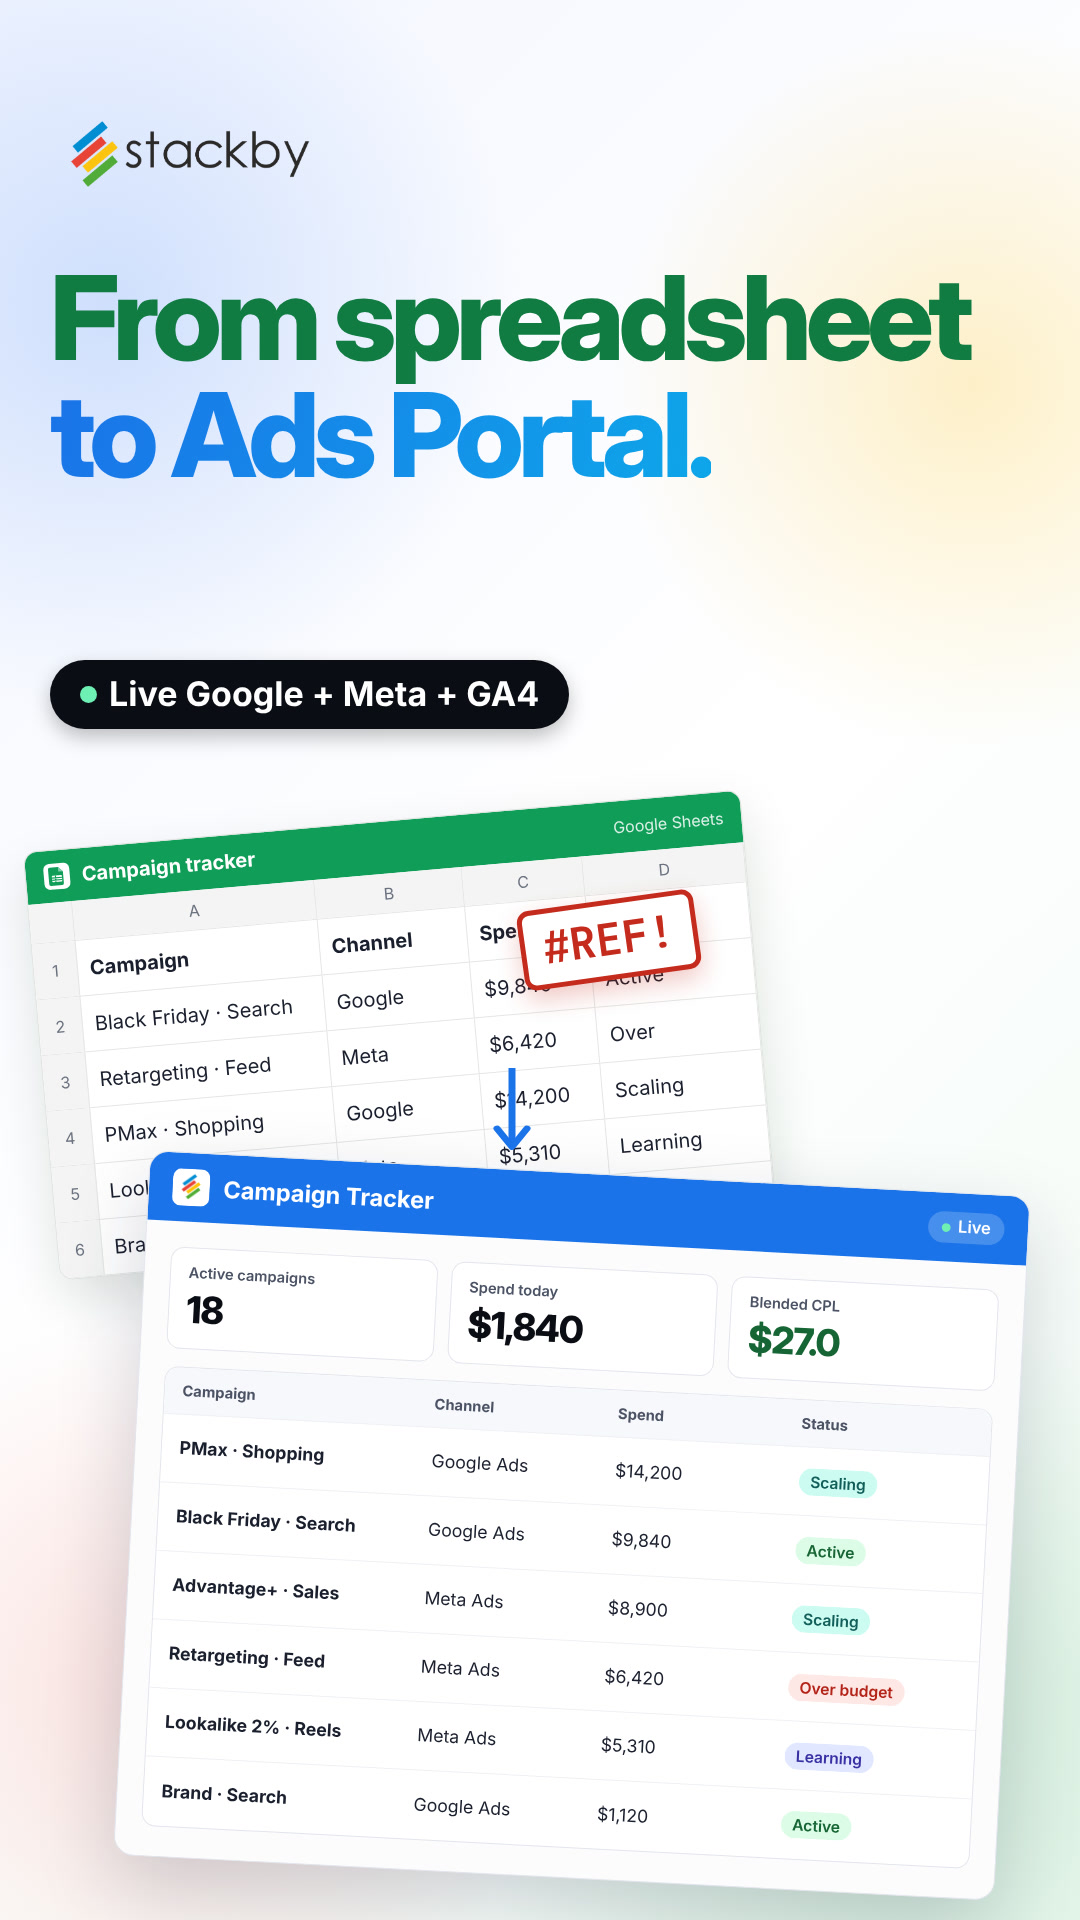 stackby
From spreadsheet
to Ads Portal.
Live Google + Meta + GA4
Campaign tracker
Google Sheets
A B C D
1 Campaign Channel
#REF!
2 Black Friday · Search Google Active
3 Retargeting · Feed Meta $6,420 Over
4 PMax · Shopping Google $14,200 Scaling
5 $5,310 Learning
6
Campaign Tracker
Live
Active campaigns
18
Spend today
$1,840
Blended CPL
$27.0
Campaign Channel Spend Status
PMax · Shopping Google Ads $14,200 Scaling
Black Friday · Search Google Ads $9,840 Active
Advantage+ · Sales Meta Ads $8,900 Scaling
Retargeting · Feed Meta Ads $6,420 Over budget
Lookalike 2% · Reels Meta Ads $5,310 Learning
Brand · Search Google Ads $1,120 Active